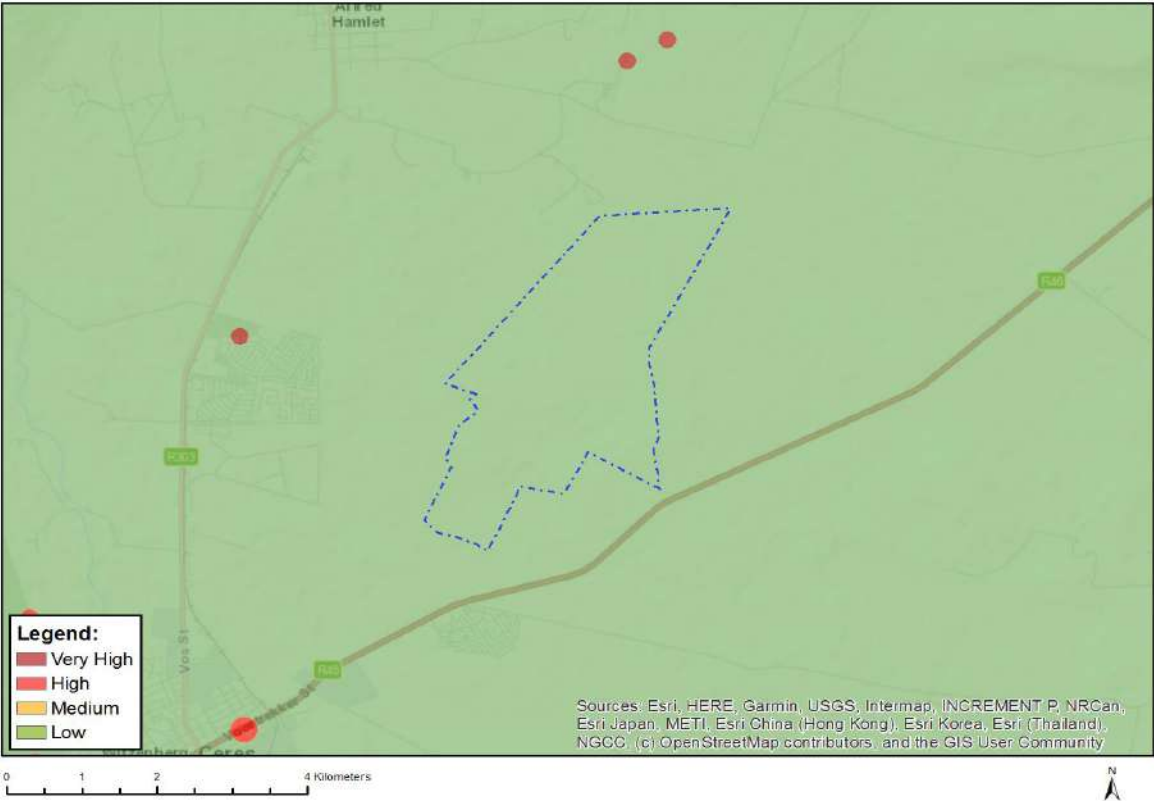 Hamlet
R303
Vos St
R46
Ceres
Legend:
Very High
High
Medium
Low
Sources: Esri, HERE, Garmin, USGS, Intermap, INCREMENT P, NRCan,
Esri Japan, METI, Esri China (Hong Kong), Esri Korea, Esri (Thailand),
NGCC, (c) OpenStreetMap contributors, and the GIS User Community
0 1 2 4 Kilometers
N